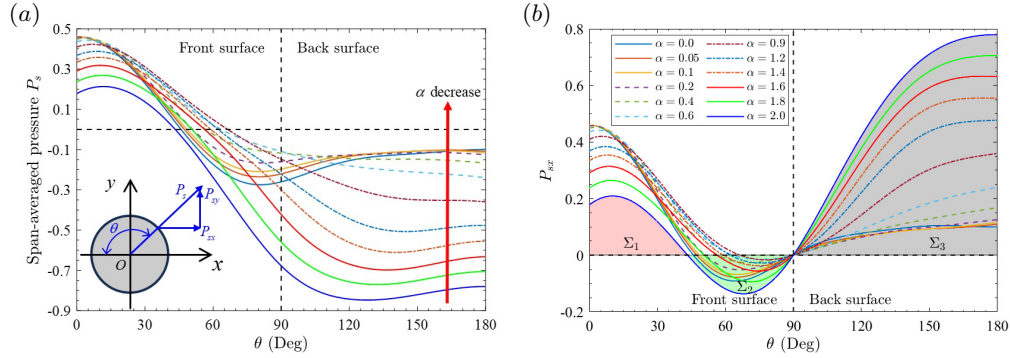 (a)
Span-averaged pressure P_s
0.5
0.3
0.1
-0.1
-0.3
-0.5
-0.7
-0.9
Front surface
Back surface
α decrease
y
P_s
P_sy
P_sx
θ
O
x
0
30
60
90
120
150
180
θ (Deg)
(b)
P_sx
0.8
0.6
0.4
0.2
0
-0.2
α = 0.0
α = 0.05
α = 0.1
α = 0.2
α = 0.4
α = 0.6
α = 0.9
α = 1.2
α = 1.4
α = 1.6
α = 1.8
α = 2.0
Σ_1
Σ_2
Σ_3
Front surface
Back surface
0
30
60
90
120
150
180
θ (Deg)